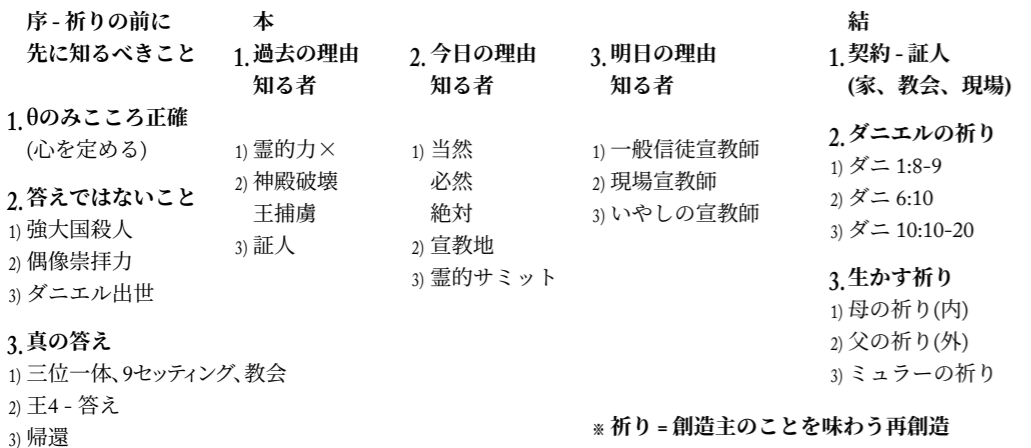 序 - 祈りの前に
先に知るべきこと
1. θのみこころ正確
(心を定める)
2. 答えではないこと
1) 強大国殺人
2) 偶像崇拝力
3) ダニエル出世
3. 真の答え
1) 三位一体、9セッティング、教会
2) 王4 - 答え
3) 帰還
本
1. 過去の理由
知る者
1) 霊的力×
2) 神殿破壊
王捕虜
3) 証人
2. 今日の理由
知る者
1) 当然
必然
絶対
2) 宣教地
3) 霊的サミット
3. 明日の理由
知る者
1) 一般信徒宣教師
2) 現場宣教師
3) いやしの宣教師
結
1. 契約 - 証人
(家、教会、現場)
2. ダニエルの祈り
1) ダニ 1:8-9
2) ダニ 6:10
3) ダニ 10:10-20
3. 生かす祈り
1) 母の祈り(内)
2) 父の祈り(外)
3) ミュラーの祈り
※ 祈り = 創造主のことを味わう再創造